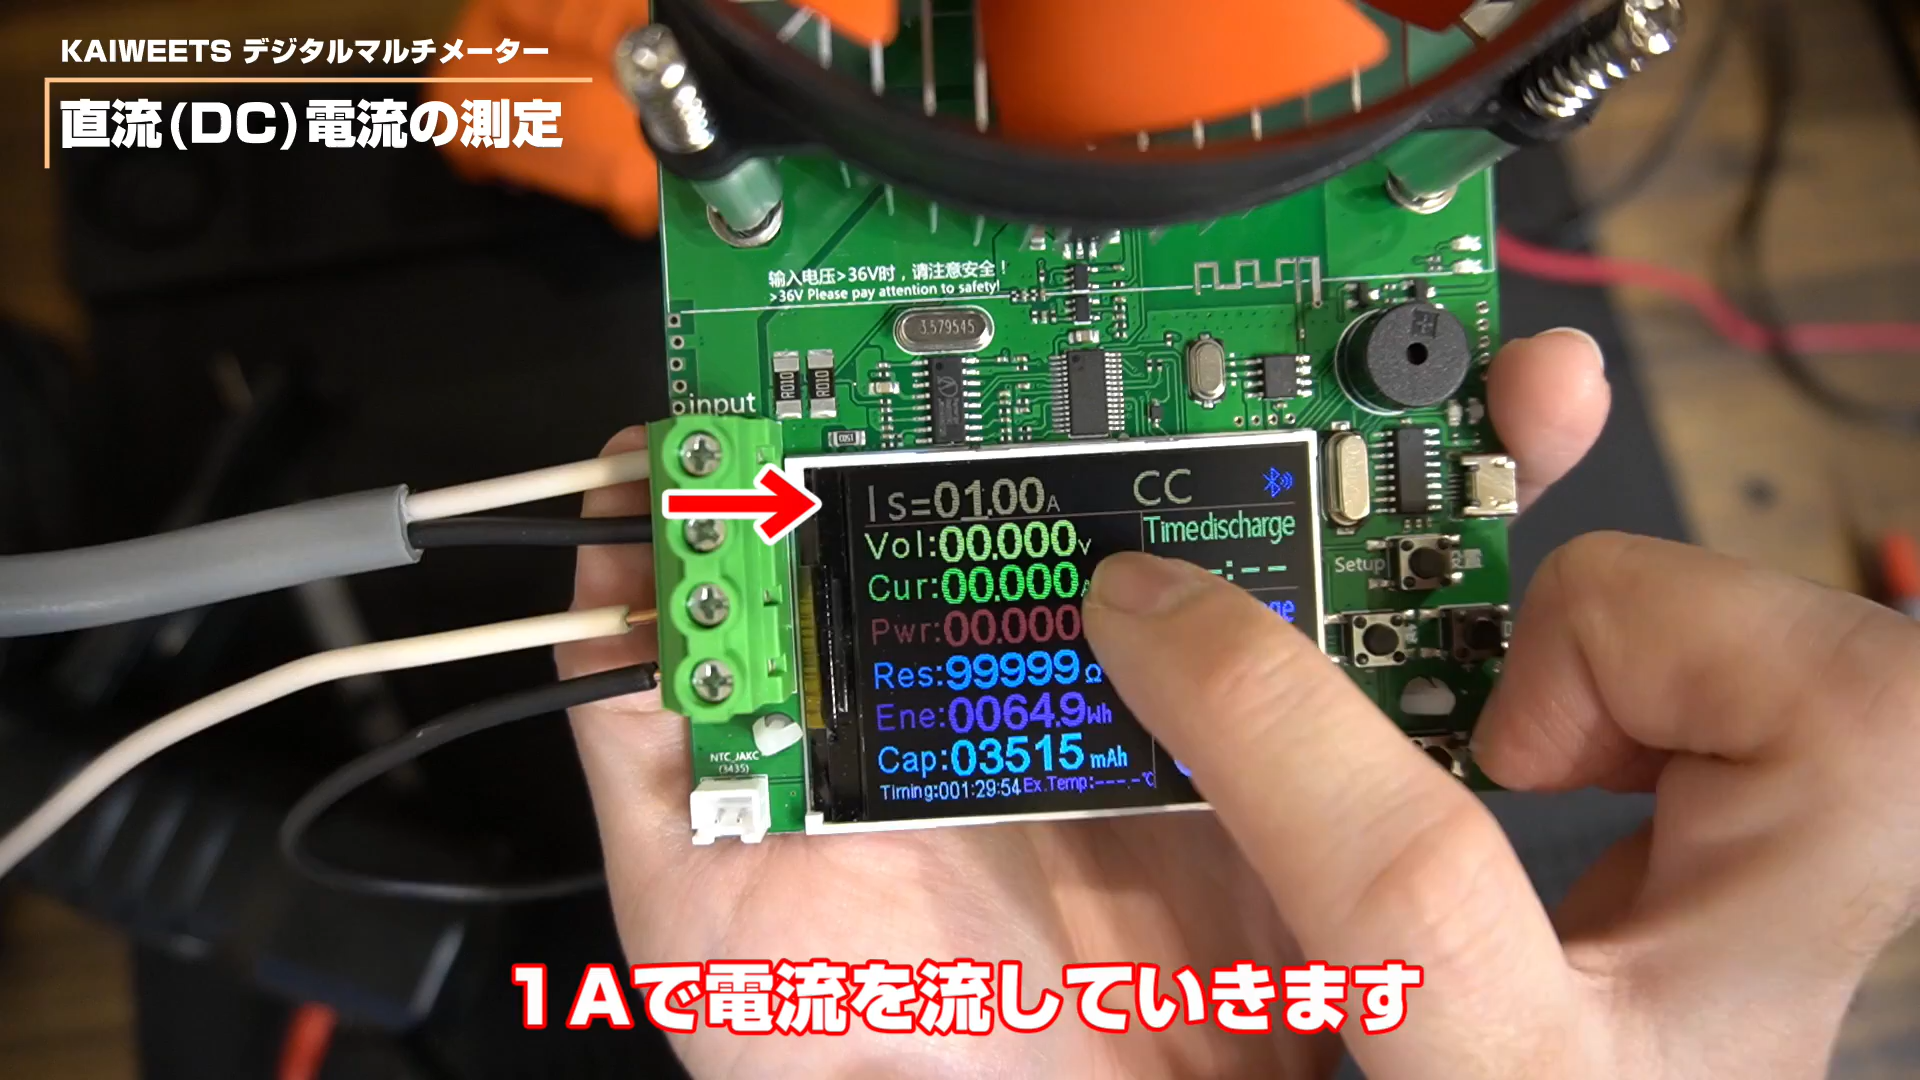 KAIWEETS デジタルマルチメーター
直流(DC)電流の測定
输入电压>36V时，请注意安全！
>36V Please pay attention to safety!
3.579545
R010
R010
input
Is=01.00A
CC
Vol:00.000v
Timedischarge
Cur:00.000
-:--
Pwr:00.000
Res:99999Ω
Ene:0064.9Wh
Cap:03515mAh
Timing:001:29:54 Ex.Temp:----℃
Setup
NTC_JAKC
(3435)
１Aで電流を流していきます